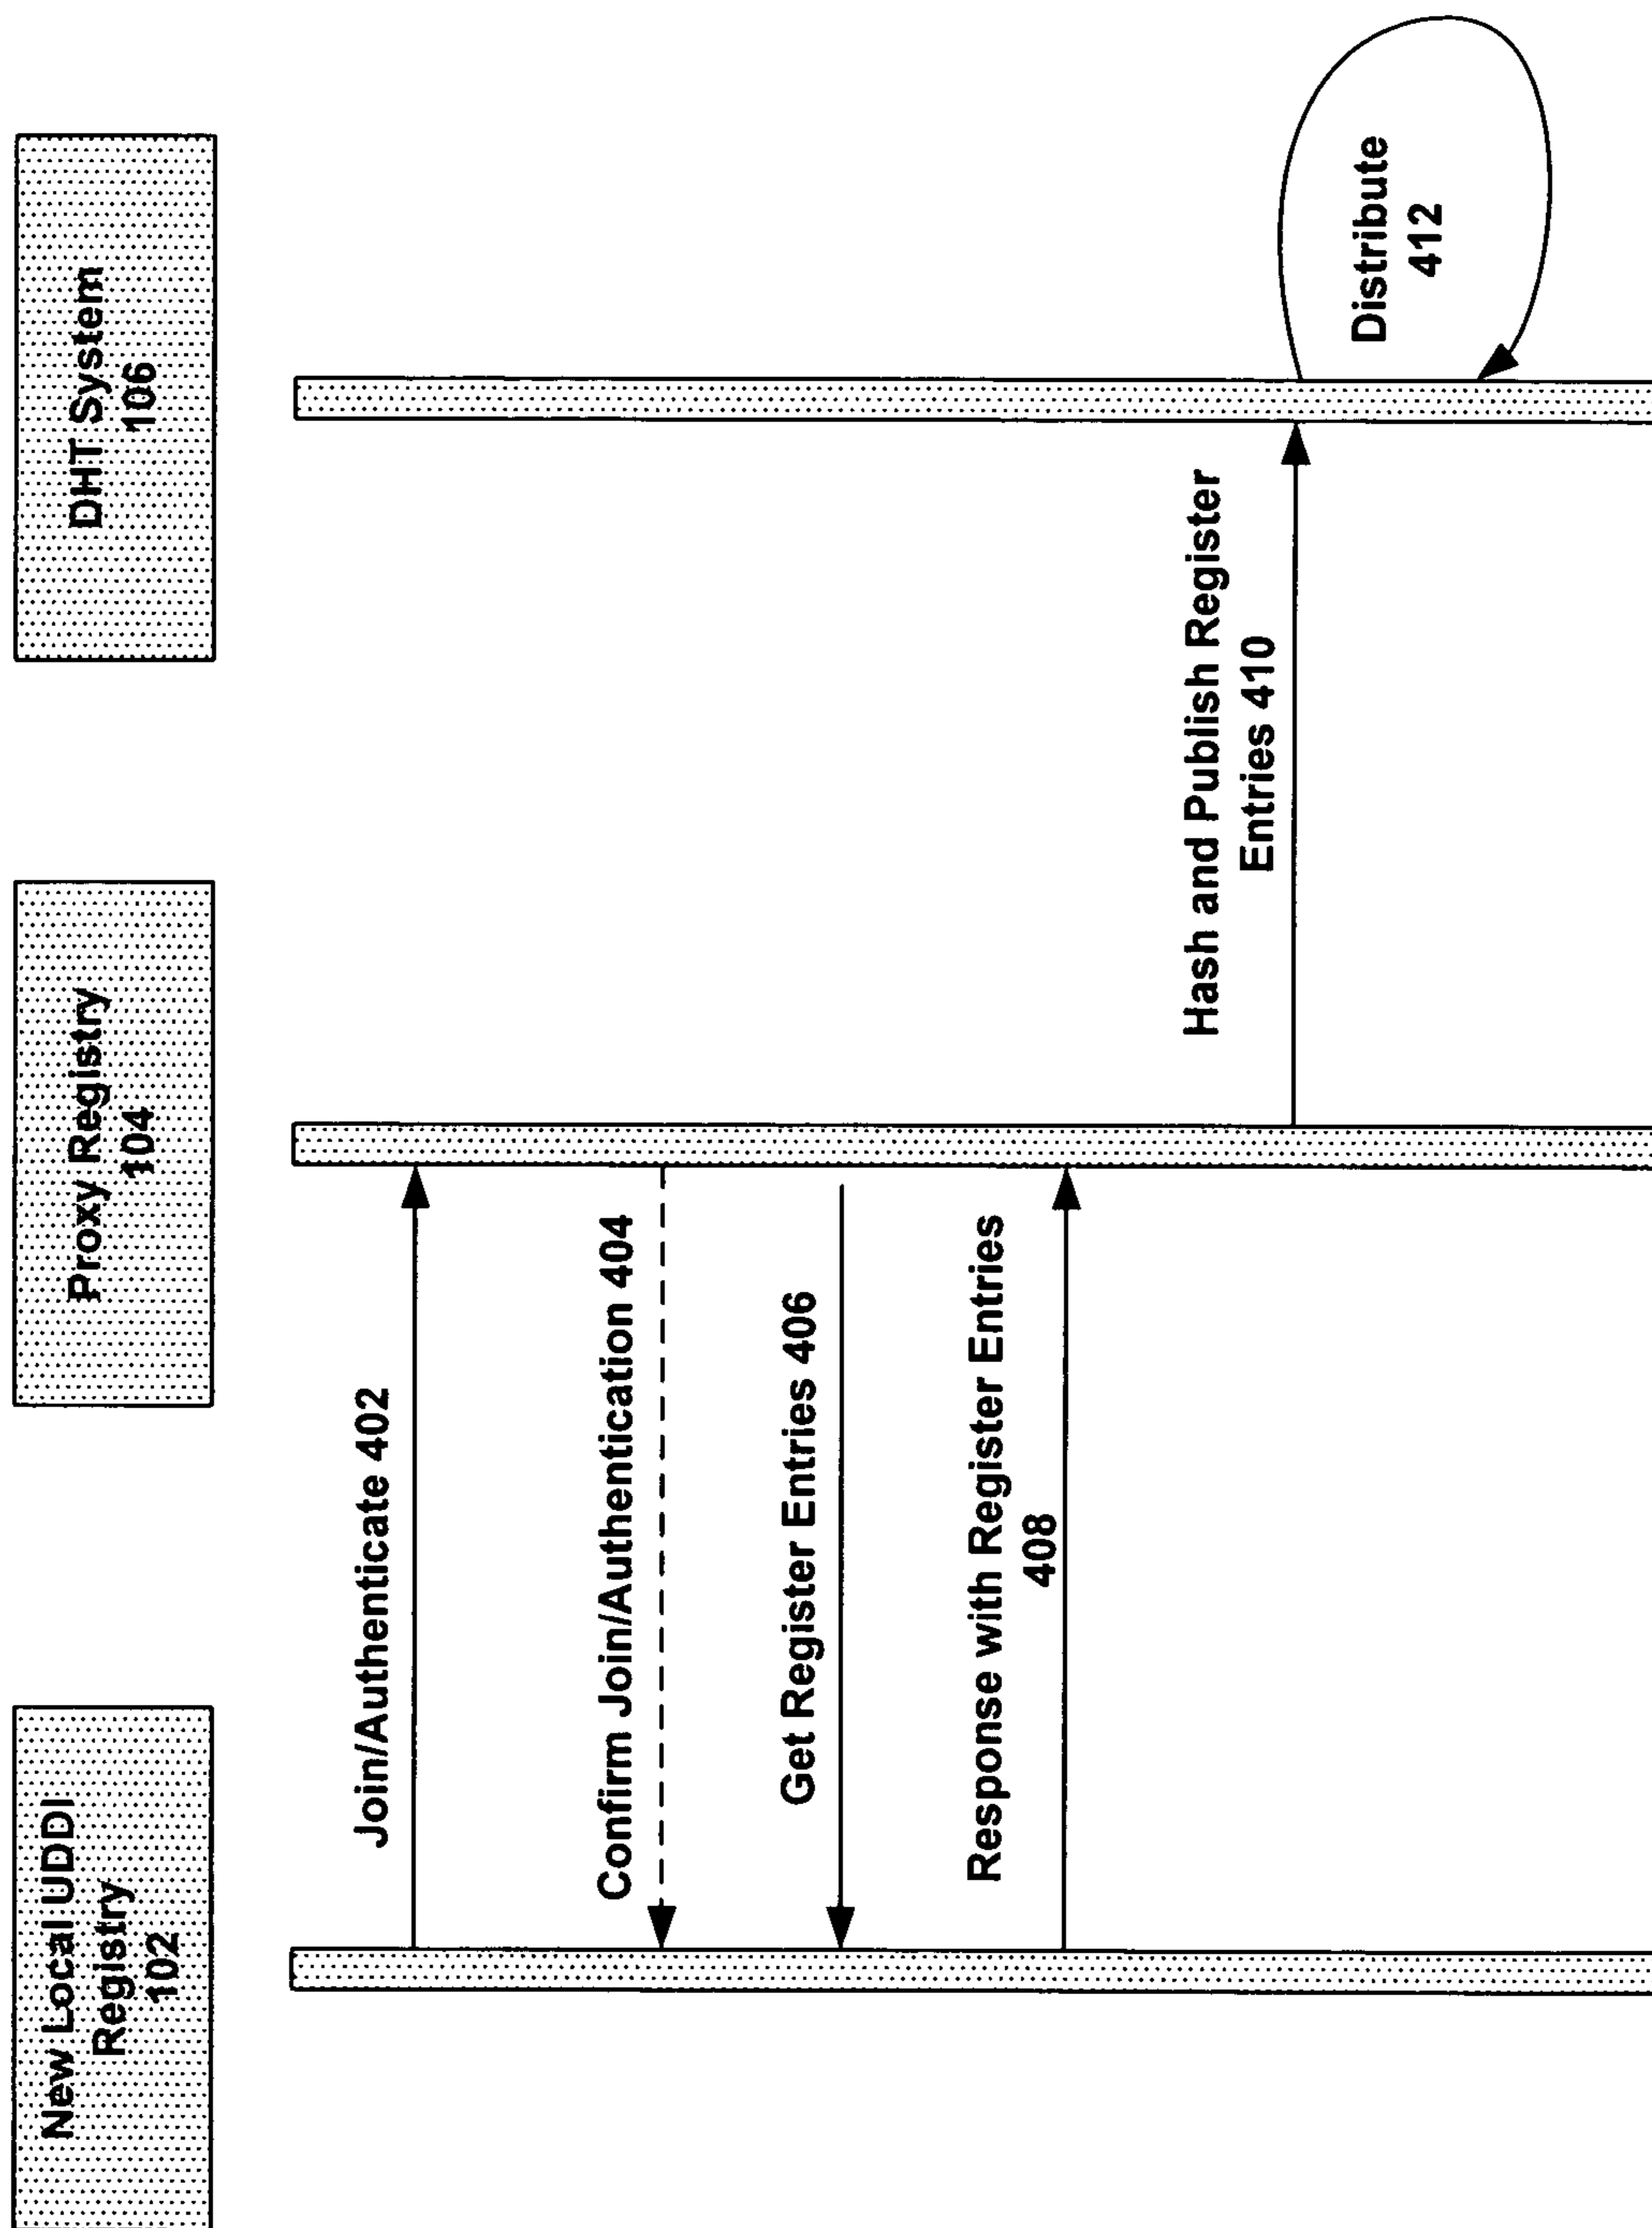 New Local UDDI
Registry
102
Proxy Registry
104
DHT System
106
Join/Authenticate 402
Confirm Join/Authentication 404
Get Register Entries 406
Response with Register Entries
408
Hash and Publish Register
Entries 410
Distribute
412